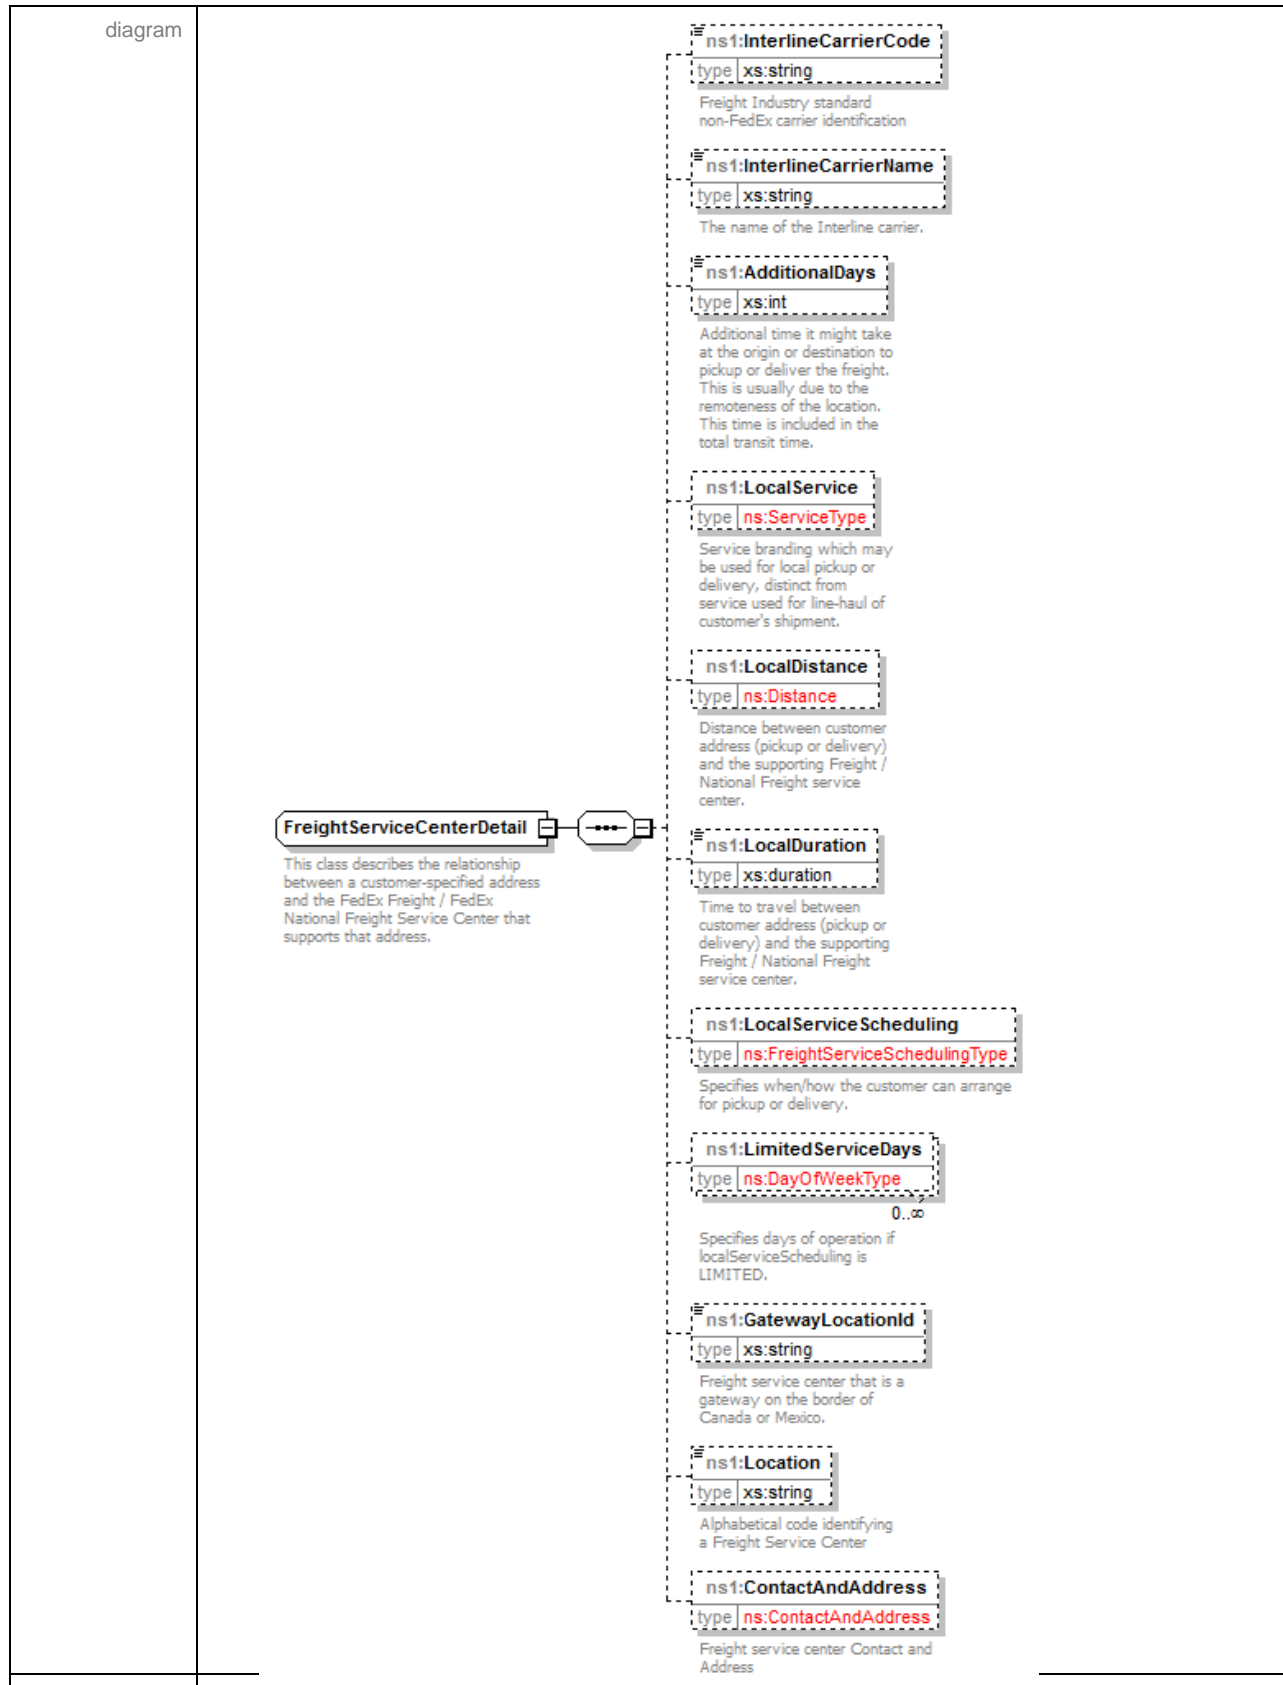 diagram
ns1:InterlineCarrierCode
type xs:string
Freight Industry standard
non-FedEx carrier identification
ns1:InterlineCarrierName
type xs:string
The name of the Interline carrier.
ns1:AdditionalDays
type xs:int
Additional time it might take
at the origin or destination to
pickup or deliver the freight.
This is usually due to the
remoteness of the location.
This time is included in the
total transit time.
ns1:LocalService
type ns:ServiceType
Service branding which may
be used for local pickup or
delivery, distinct from
service used for line-haul of
customer's shipment.
ns1:LocalDistance
type ns:Distance
Distance between customer
address (pickup or delivery)
and the supporting Freight /
National Freight service
center.
FreightServiceCenterDetail
This class describes the relationship
between a customer-specified address
and the FedEx Freight / FedEx
National Freight Service Center that
supports that address.
ns1:LocalDuration
type xs:duration
Time to travel between
customer address (pickup or
delivery) and the supporting
Freight / National Freight
service center.
ns1:LocalServiceScheduling
type ns:FreightServiceSchedulingType
Specifies when/how the customer can arrange
for pickup or delivery.
ns1:LimitedServiceDays
type ns:DayOfWeekType
0..∞
Specifies days of operation if
localServiceScheduling is
LIMITED.
ns1:GatewayLocationId
type xs:string
Freight service center that is a
gateway on the border of
Canada or Mexico.
ns1:Location
type xs:string
Alphabetical code identifying
a Freight Service Center
ns1:ContactAndAddress
type ns:ContactAndAddress
Freight service center Contact and
Address